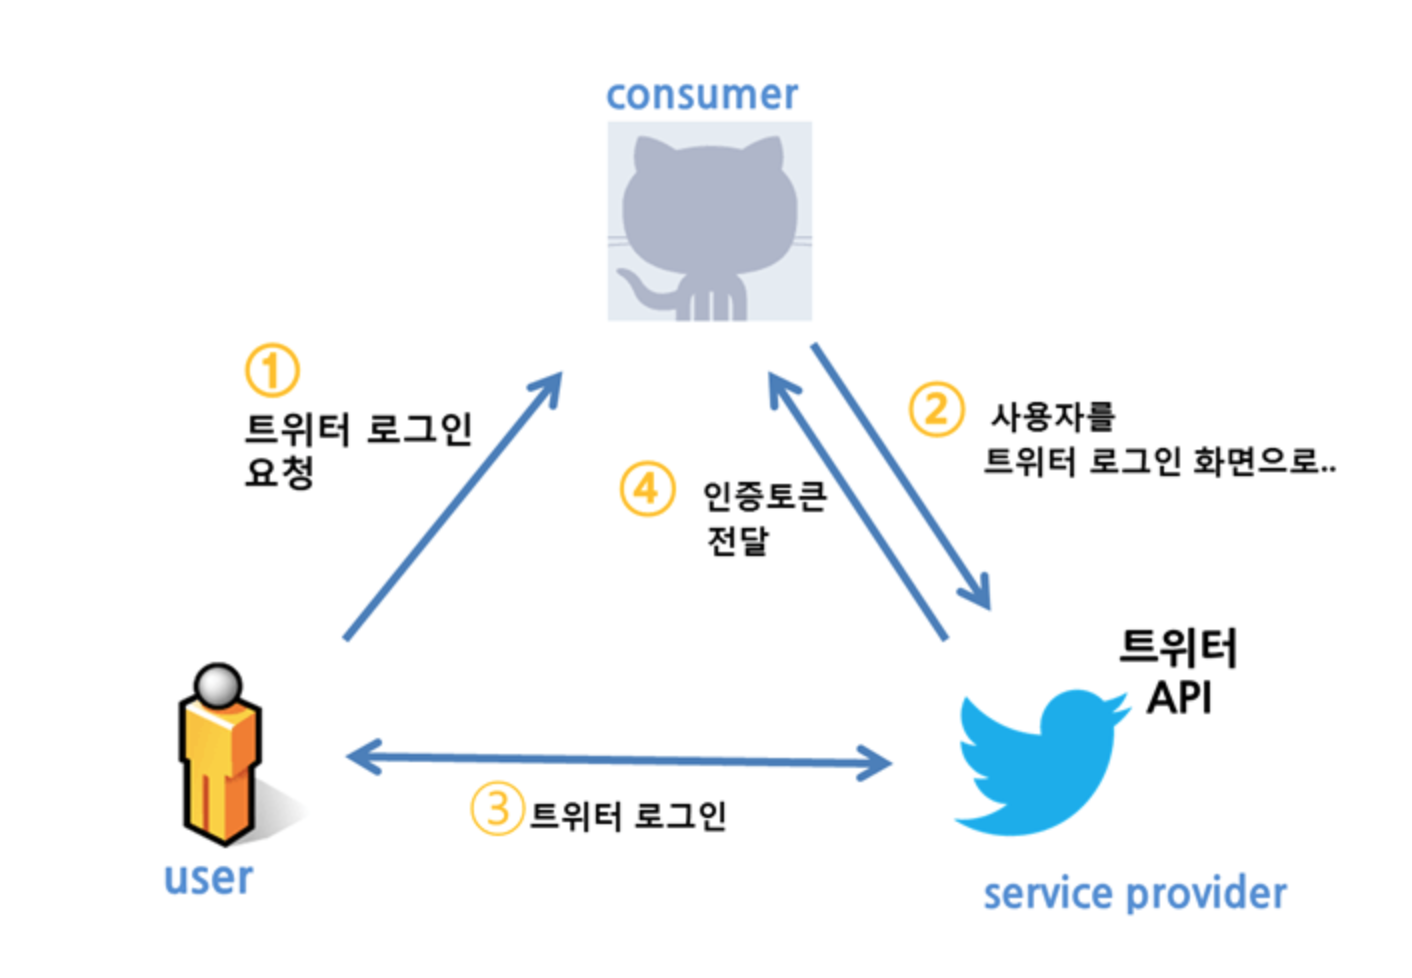 consumer
①
트위터 로그인
요청
②
사용자를
트위터 로그인 화면으로..
④
인증토큰
전달
트위터
API
③트위터 로그인
user
service provider